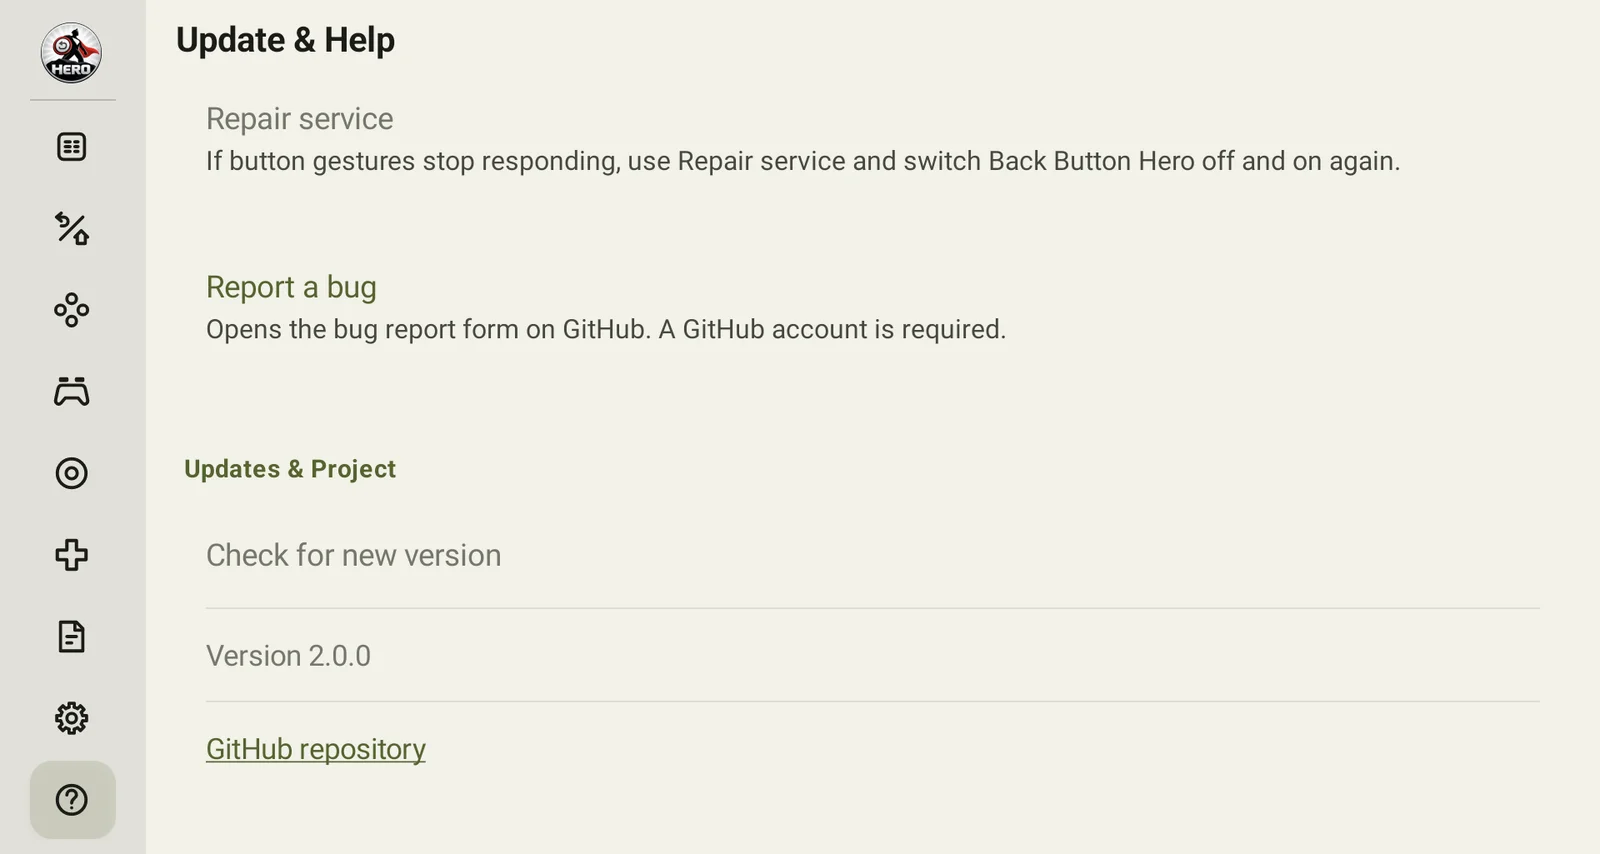 HERO
Update & Help
Repair service
If button gestures stop responding, use Repair service and switch Back Button Hero off and on again.
Report a bug
Opens the bug report form on GitHub. A GitHub account is required.
Updates & Project
Check for new version
Version 2.0.0
GitHub repository